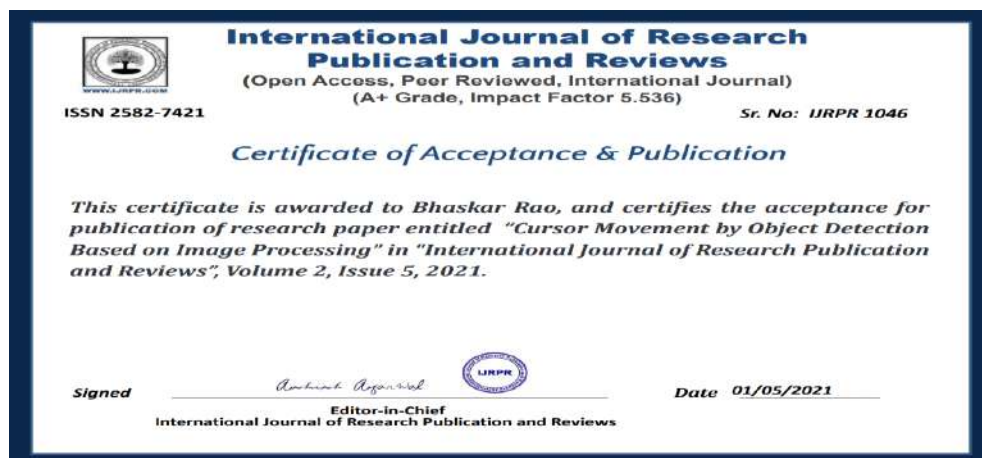 International Journal of Research
Publication and Reviews
(Open Access, Peer Reviewed, International Journal)
(A+ Grade, Impact Factor 5.536)
WWW.IJRPR.COM
ISSN 2582-7421
Sr. No: IJRPR 1046
Certificate of Acceptance & Publication
This certificate is awarded to Bhaskar Rao, and certifies the acceptance for
publication of research paper entitled "Cursor Movement by Object Detection
Based on Image Processing" in "International Journal of Research Publication
and Reviews", Volume 2, Issue 5, 2021.
IJRPR
Signed
Date 01/05/2021
Editor-in-Chief
International Journal of Research Publication and Reviews